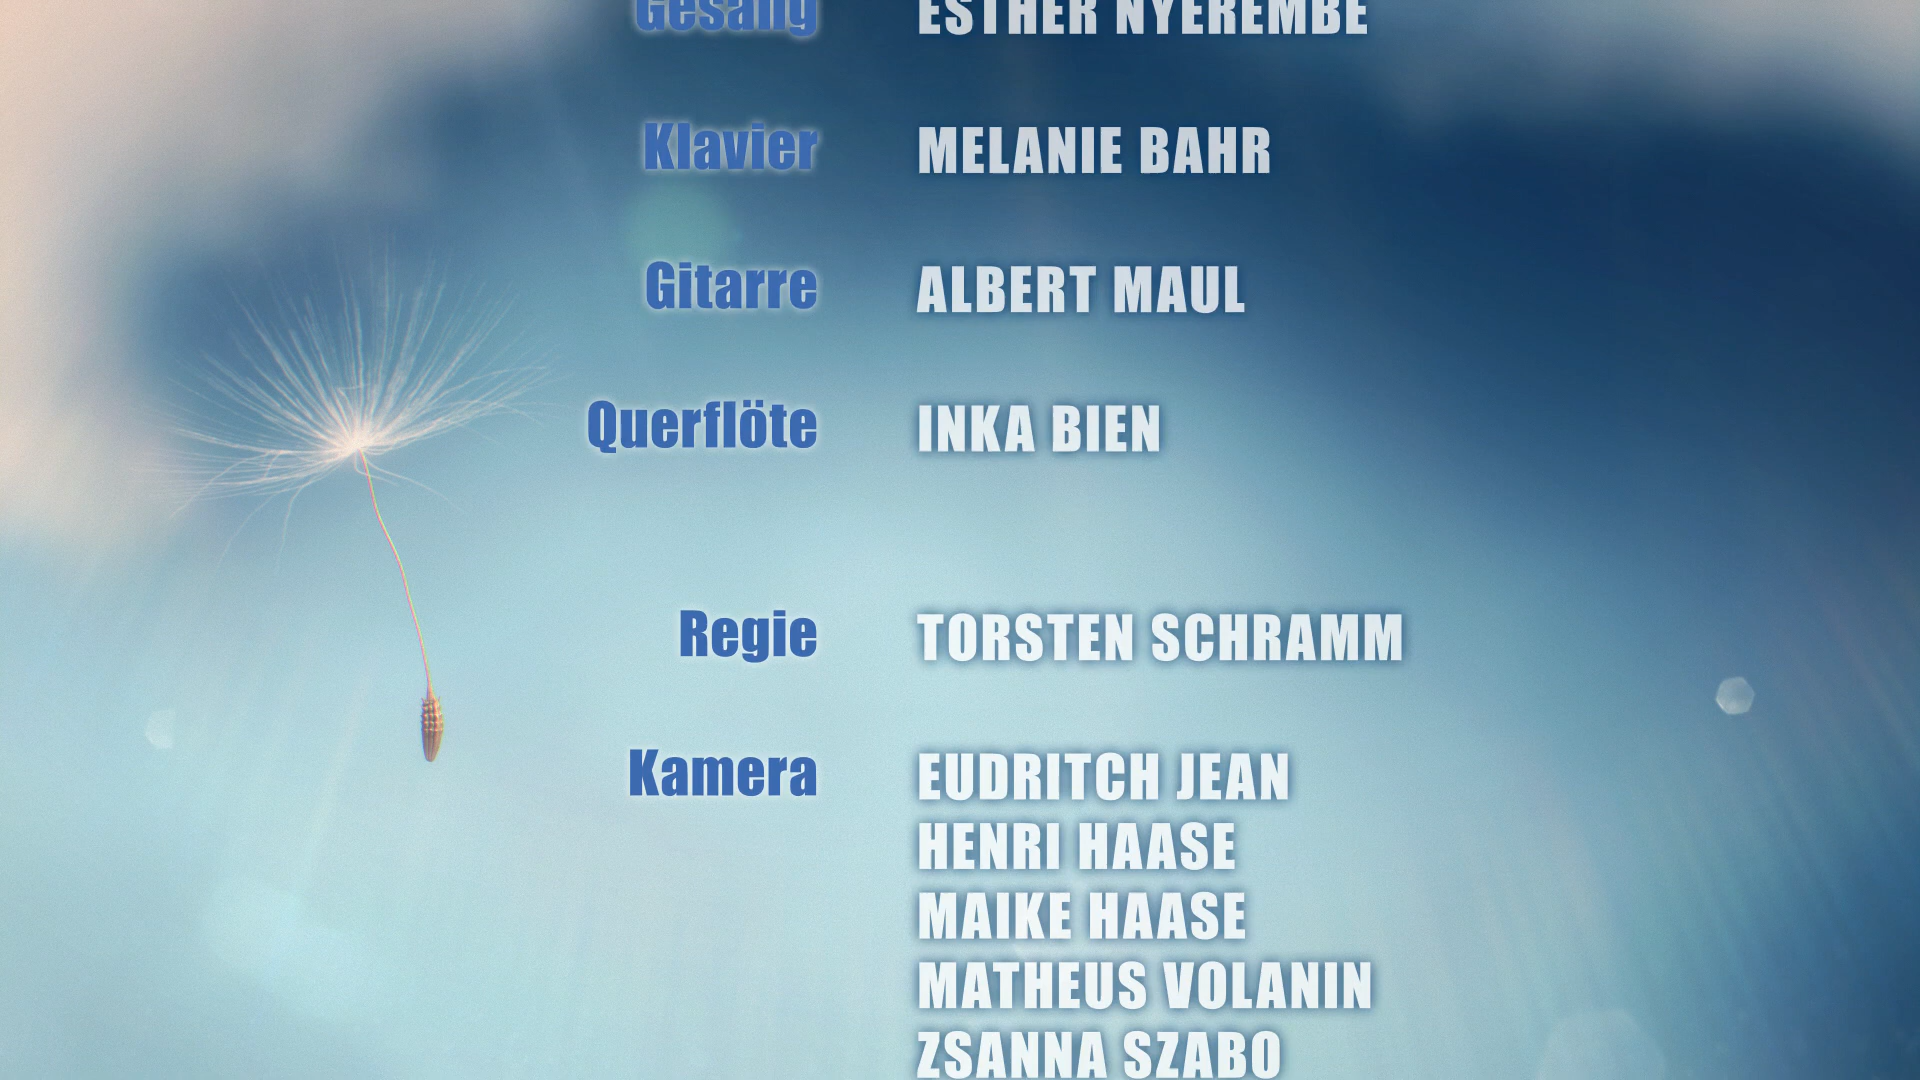 Gesang ESTHER NYEREMBE
Klavier MELANIE BAHR
Gitarre ALBERT MAUL
Querflöte INKA BIEN
Regie TORSTEN SCHRAMM
Kamera EUDRITCH JEAN
HENRI HAASE
MAIKE HAASE
MATHEUS VOLANIN
ZSANNA SZABO